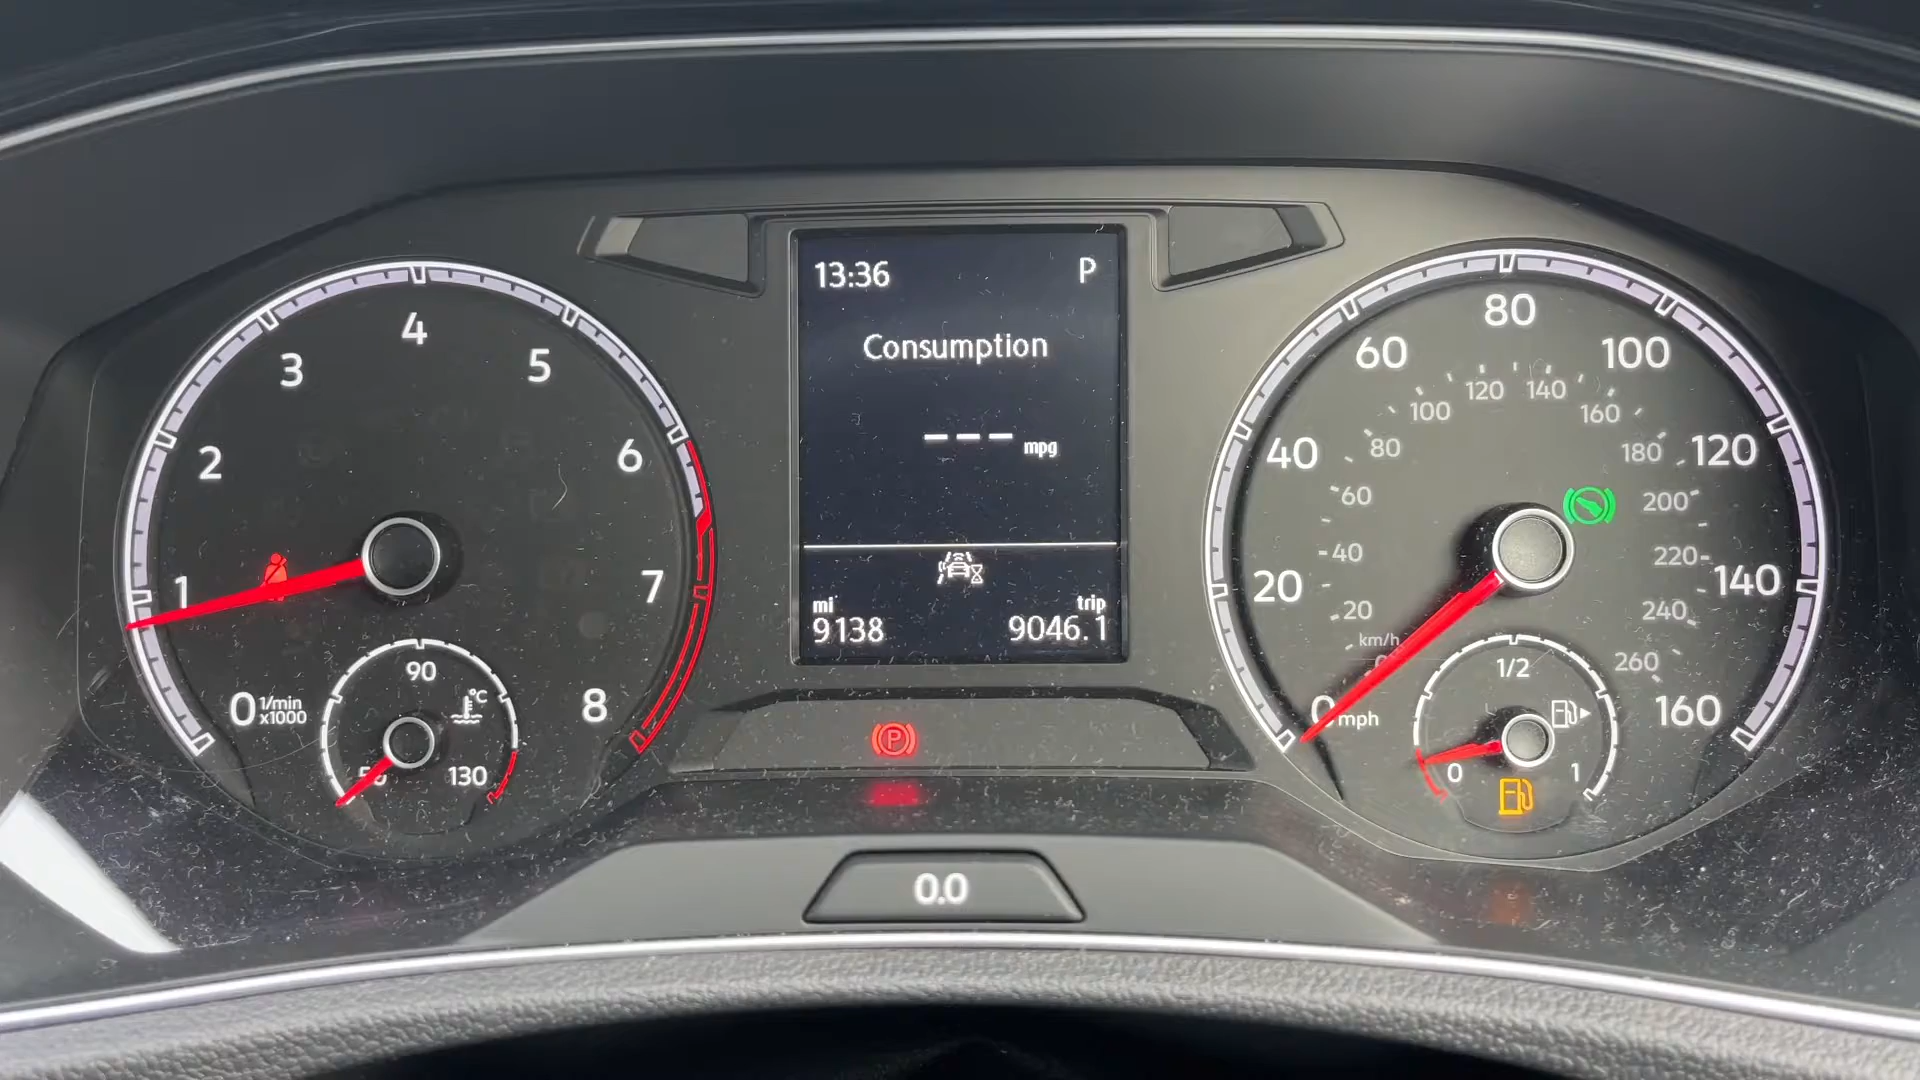 13:36 P
Consumption
--- mpg
mi trip
9138 9046.1
0 1 2 3 4 5 6 7 8
1/min
x1000
90
°C
130
P
0.0
0 20 40 60 80 100 120 140 160
mph
20 40 60 80 100 120 140 160 180 200 220 240 260
km/h
1/2
0 1